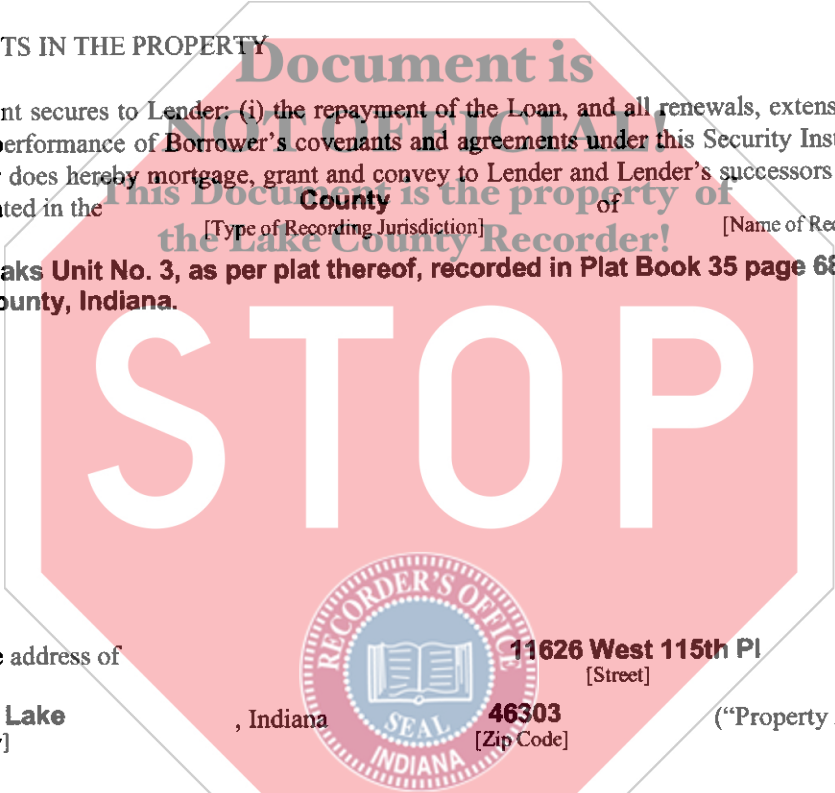 TS IN THE PROPERTY
Document is
nt secures to Lender: (i) the repayment of the Loan, and all renewals, extens
NOT OFFICIAL!
erformance of Borrower's covenants and agreements under this Security Inst
does hereby mortgage, grant and convey to Lender and Lender's successors
This Document is the property of
ated in the County of
[Type of Recording Jurisdiction] [Name of Rec
the Lake County Recorder!
aks Unit No. 3, as per plat thereof, recorded in Plat Book 35 page 68
ounty, Indiana.
STOP
RECORDER'S OFFICE
SEAL
INDIANA
e address of 11626 West 115th Pl
[Street]
Lake , Indiana 46303 ("Property
y] [Zip Code]